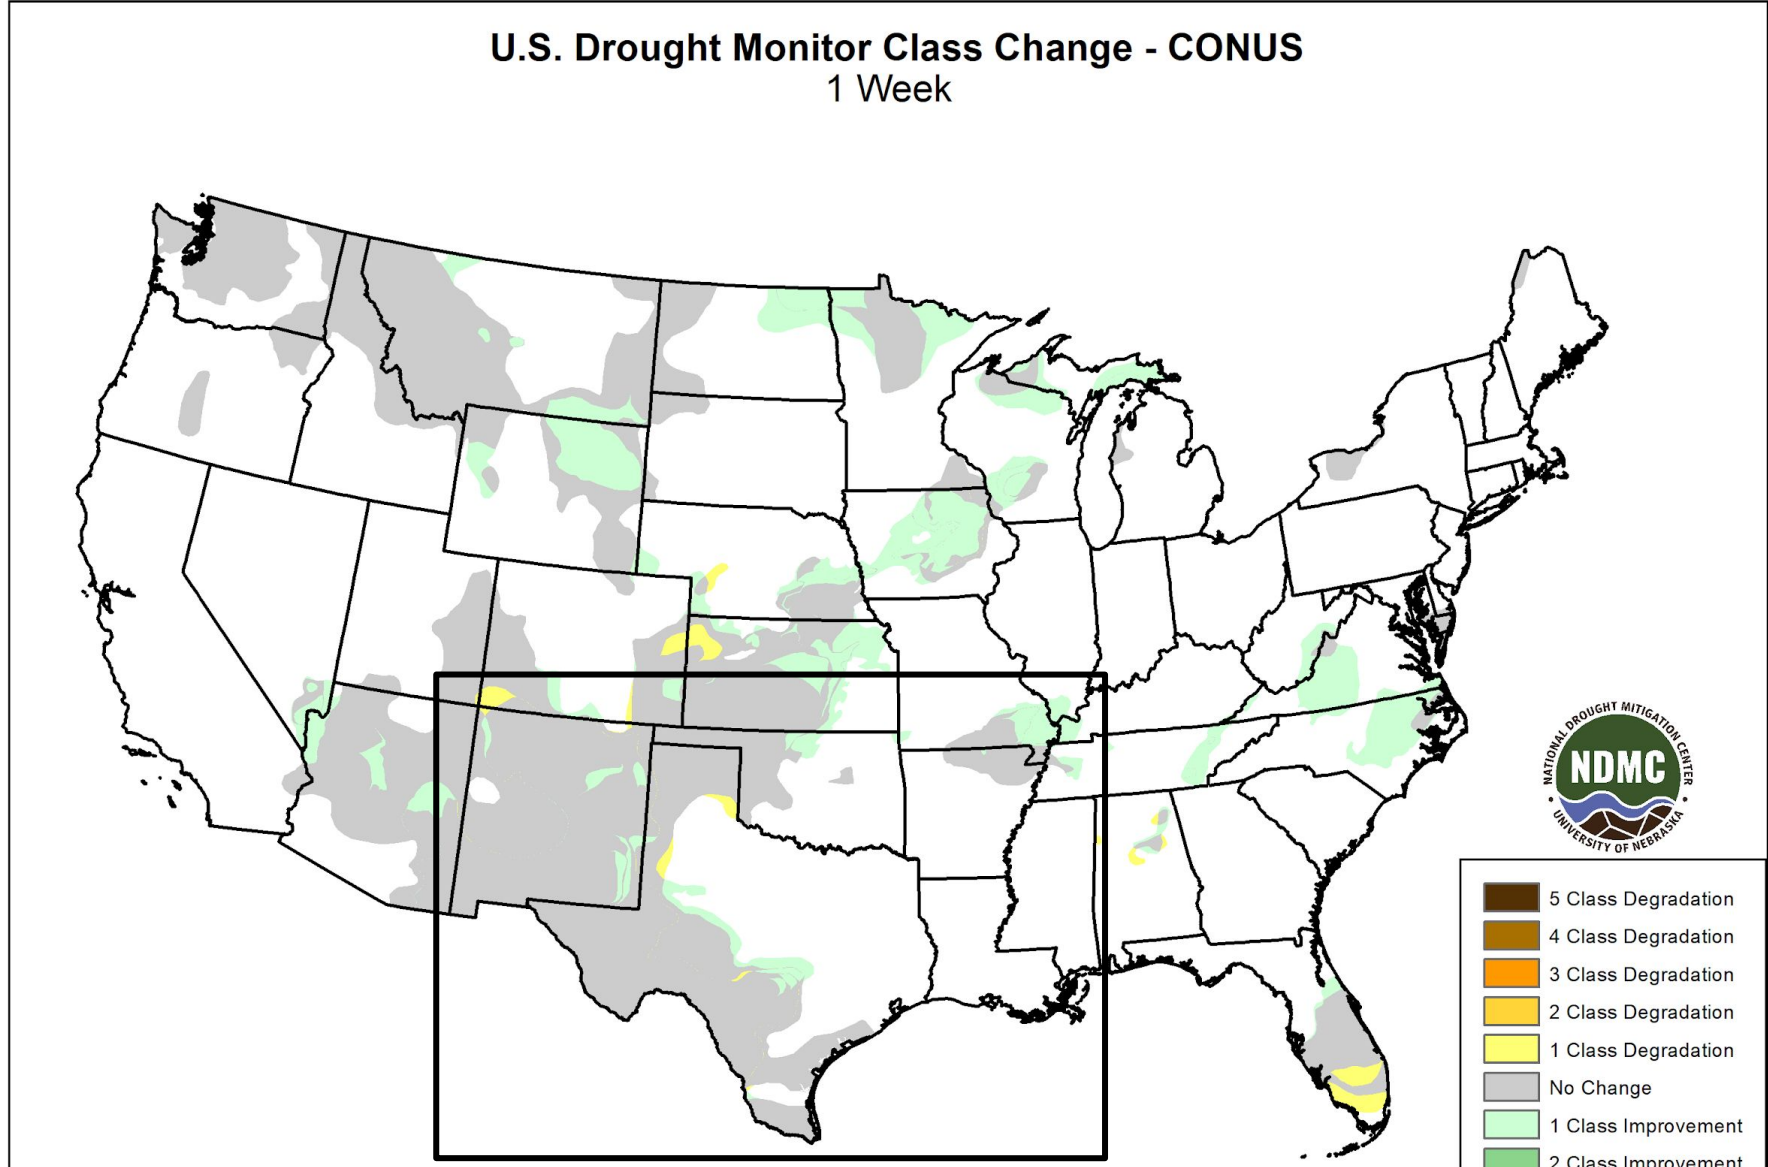 U.S. Drought Monitor Class Change - CONUS
1 Week
NATIONAL DROUGHT MITIGATION CENTER
NDMC
UNIVERSITY OF NEBRASKA
5 Class Degradation
4 Class Degradation
3 Class Degradation
2 Class Degradation
1 Class Degradation
No Change
1 Class Improvement
2 Class Improvement